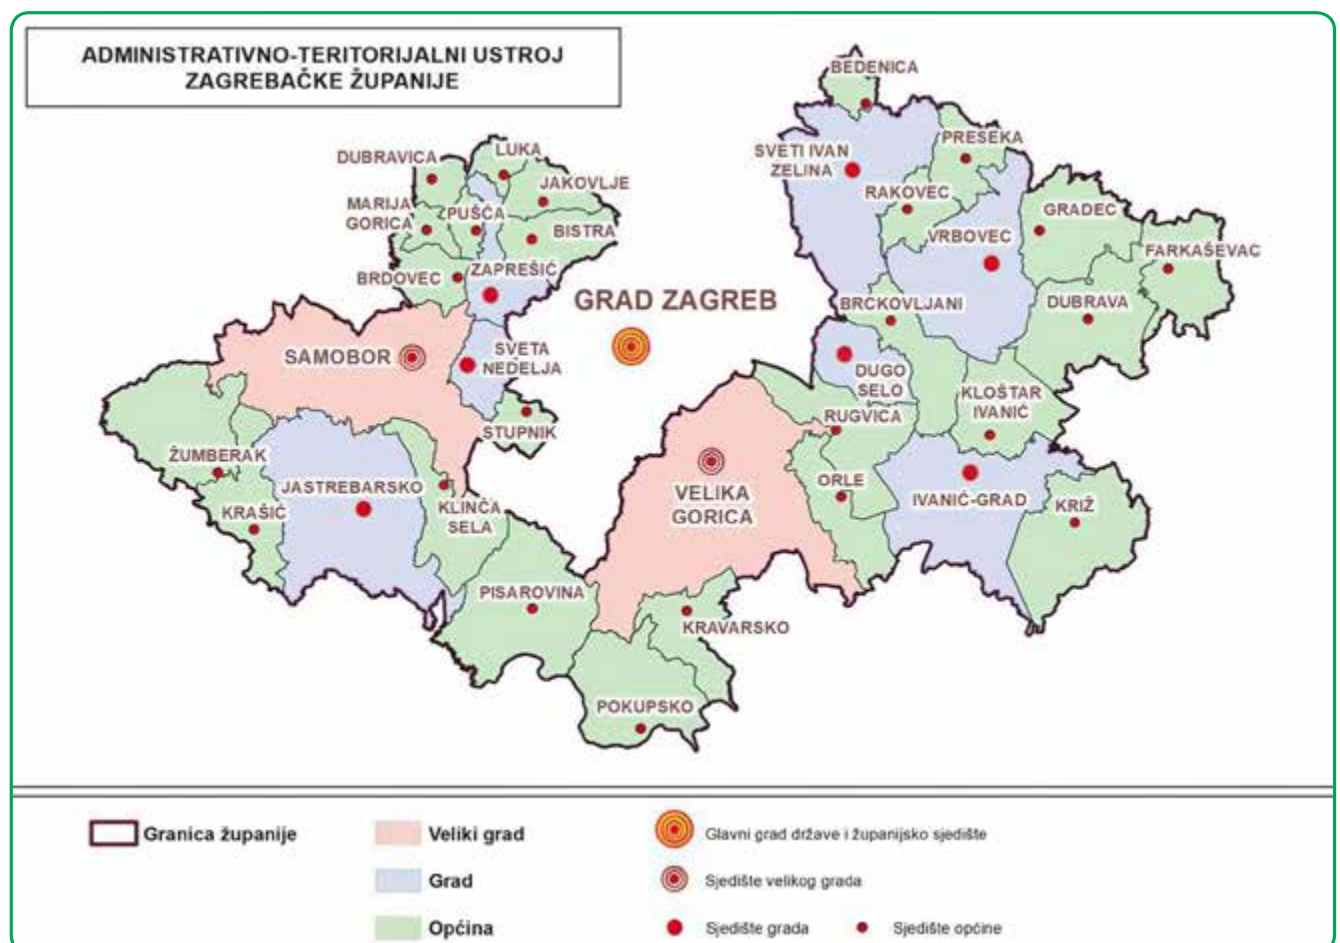 ADMINISTRATIVNO-TERITORIJALNI USTROJ
ZAGREBAČKE ŽUPANIJE
BEDENICA
DUBRAVICA
LUKA
JAKOVLJE
MARIJA
GORICA
PUŠĆA
BISTRA
BRDOVEC
ZAPREŠIĆ
SVETI IVAN
ZELINA
PRESEKA
RAKOVEC
GRADEC
VRBOVEC
FARKAŠEVAC
GRAD ZAGREB
BRCKOVLJANI
DUBRAVA
SAMOBOR
SVETA
NEDELJA
DUGO
SELO
KLOŠTAR
IVANIĆ
STUPNIK
RUGVICA
ŽUMBERAK
JASTREBARSKO
KRAŠIĆ
KLINČA
SELA
VELIKA
GORICA
ORLE
IVANIĆ-GRAD
KRIŽ
PISAROVINA
KRAVARSKO
POKUPSKO
Granica županije
Veliki grad
Grad
Općina
Glavni grad države i županijsko sjedište
Sjedište velikog grada
Sjedište grada
Sjedište općine